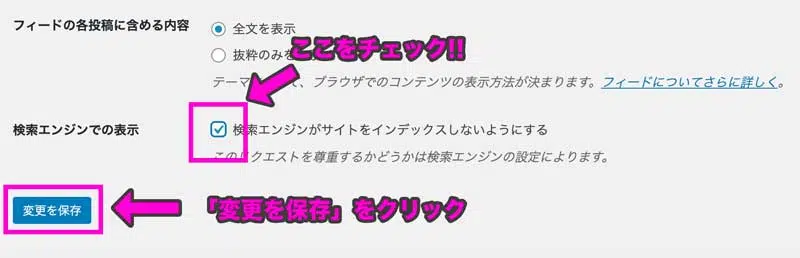 フィードの各投稿に含める内容
全文を表示
抜粋のみを
ここをチェック!!
テーマ
て、ブラウザでのコンテンツの表示方法が決まります。フィードについてさらに詳しく。
検索エンジンでの表示
検索エンジンがサイトをインデックスしないようにする
このリクエストを尊重するかどうかは検索エンジンの設定によります。
変更を保存
「変更を保存」をクリック